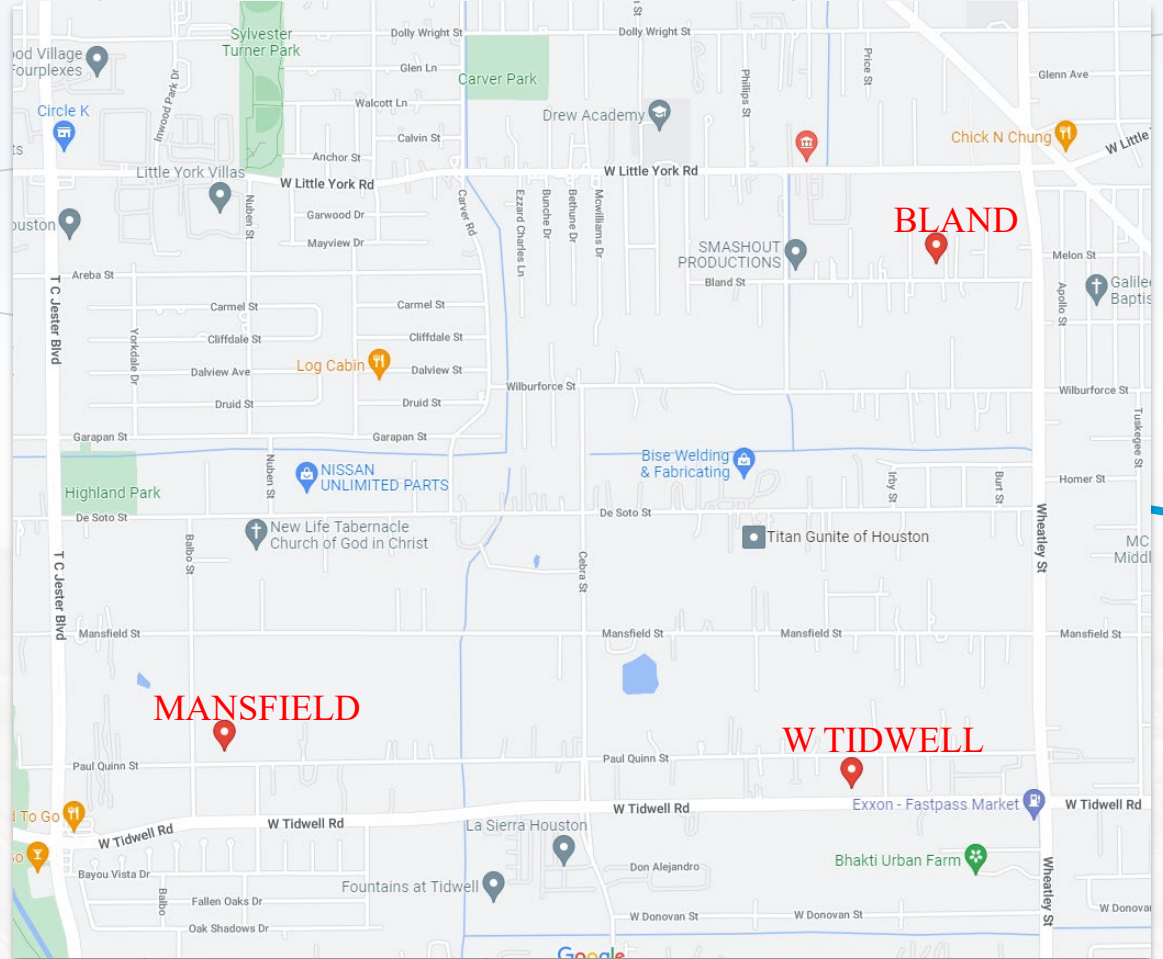 St
Dolly Wright St
Dolly Wright St
Sylvester
Turner Park
od Village
Fourplexes
Glen Ln
Carver Park
Price St
Phillips St
Glenn Ave
Inwood Park Dr
Walcott Ln
Circle K
Drew Academy
Chick N Chung
Calvin St
ts
Anchor St
W Little
Little York Villas
W Little York Rd
W Little York Rd
Nuben St
Garwood Dr
Carver Rd
Ezzard Charles Ln
Bunche Dr
Bethune Dr
Mcwilliams Dr
BLAND
ouston
Mayview Dr
SMASHOUT
PRODUCTIONS
Melon St
Areba St
Bland St
Apollo St
Galile
Baptis
T C Jester Blvd
Carmel St
Carmel St
Yorkdale Dr
Cliffdale St
Cliffdale St
Log Cabin
Dalview Ave
Dalview St
Wilburforce St
Wilburforce St
Druid St
Druid St
Tuskegee St
Garapan St
Garapan St
Nuben St
NISSAN
UNLIMITED PARTS
Bise Welding
& Fabricating
Irby St
Burt St
Homer St
Highland Park
De Soto St
De Soto St
New Life Tabernacle
Church of God in Christ
Titan Gunite of Houston
Wheatley St
MC
Middl
Balbo St
Cebra St
T C Jester Blvd
Mansfield St
Mansfield St
Mansfield St
Mansfield St
MANSFIELD
W TIDWELL
Paul Quinn St
Paul Quinn St
d To Go
W Tidwell Rd
W Tidwell Rd
W Tidwell Rd
Exxon - Fastpass Market
W Tidwell Rd
La Sierra Houston
Go
Bayou Vista Dr
Don Alejandro
Bhakti Urban Farm
Wheatley St
Balbo
Fountains at Tidwell
Fallen Oaks Dr
W Donovan St
W Donovan St
W Donova
Oak Shadows Dr
Google